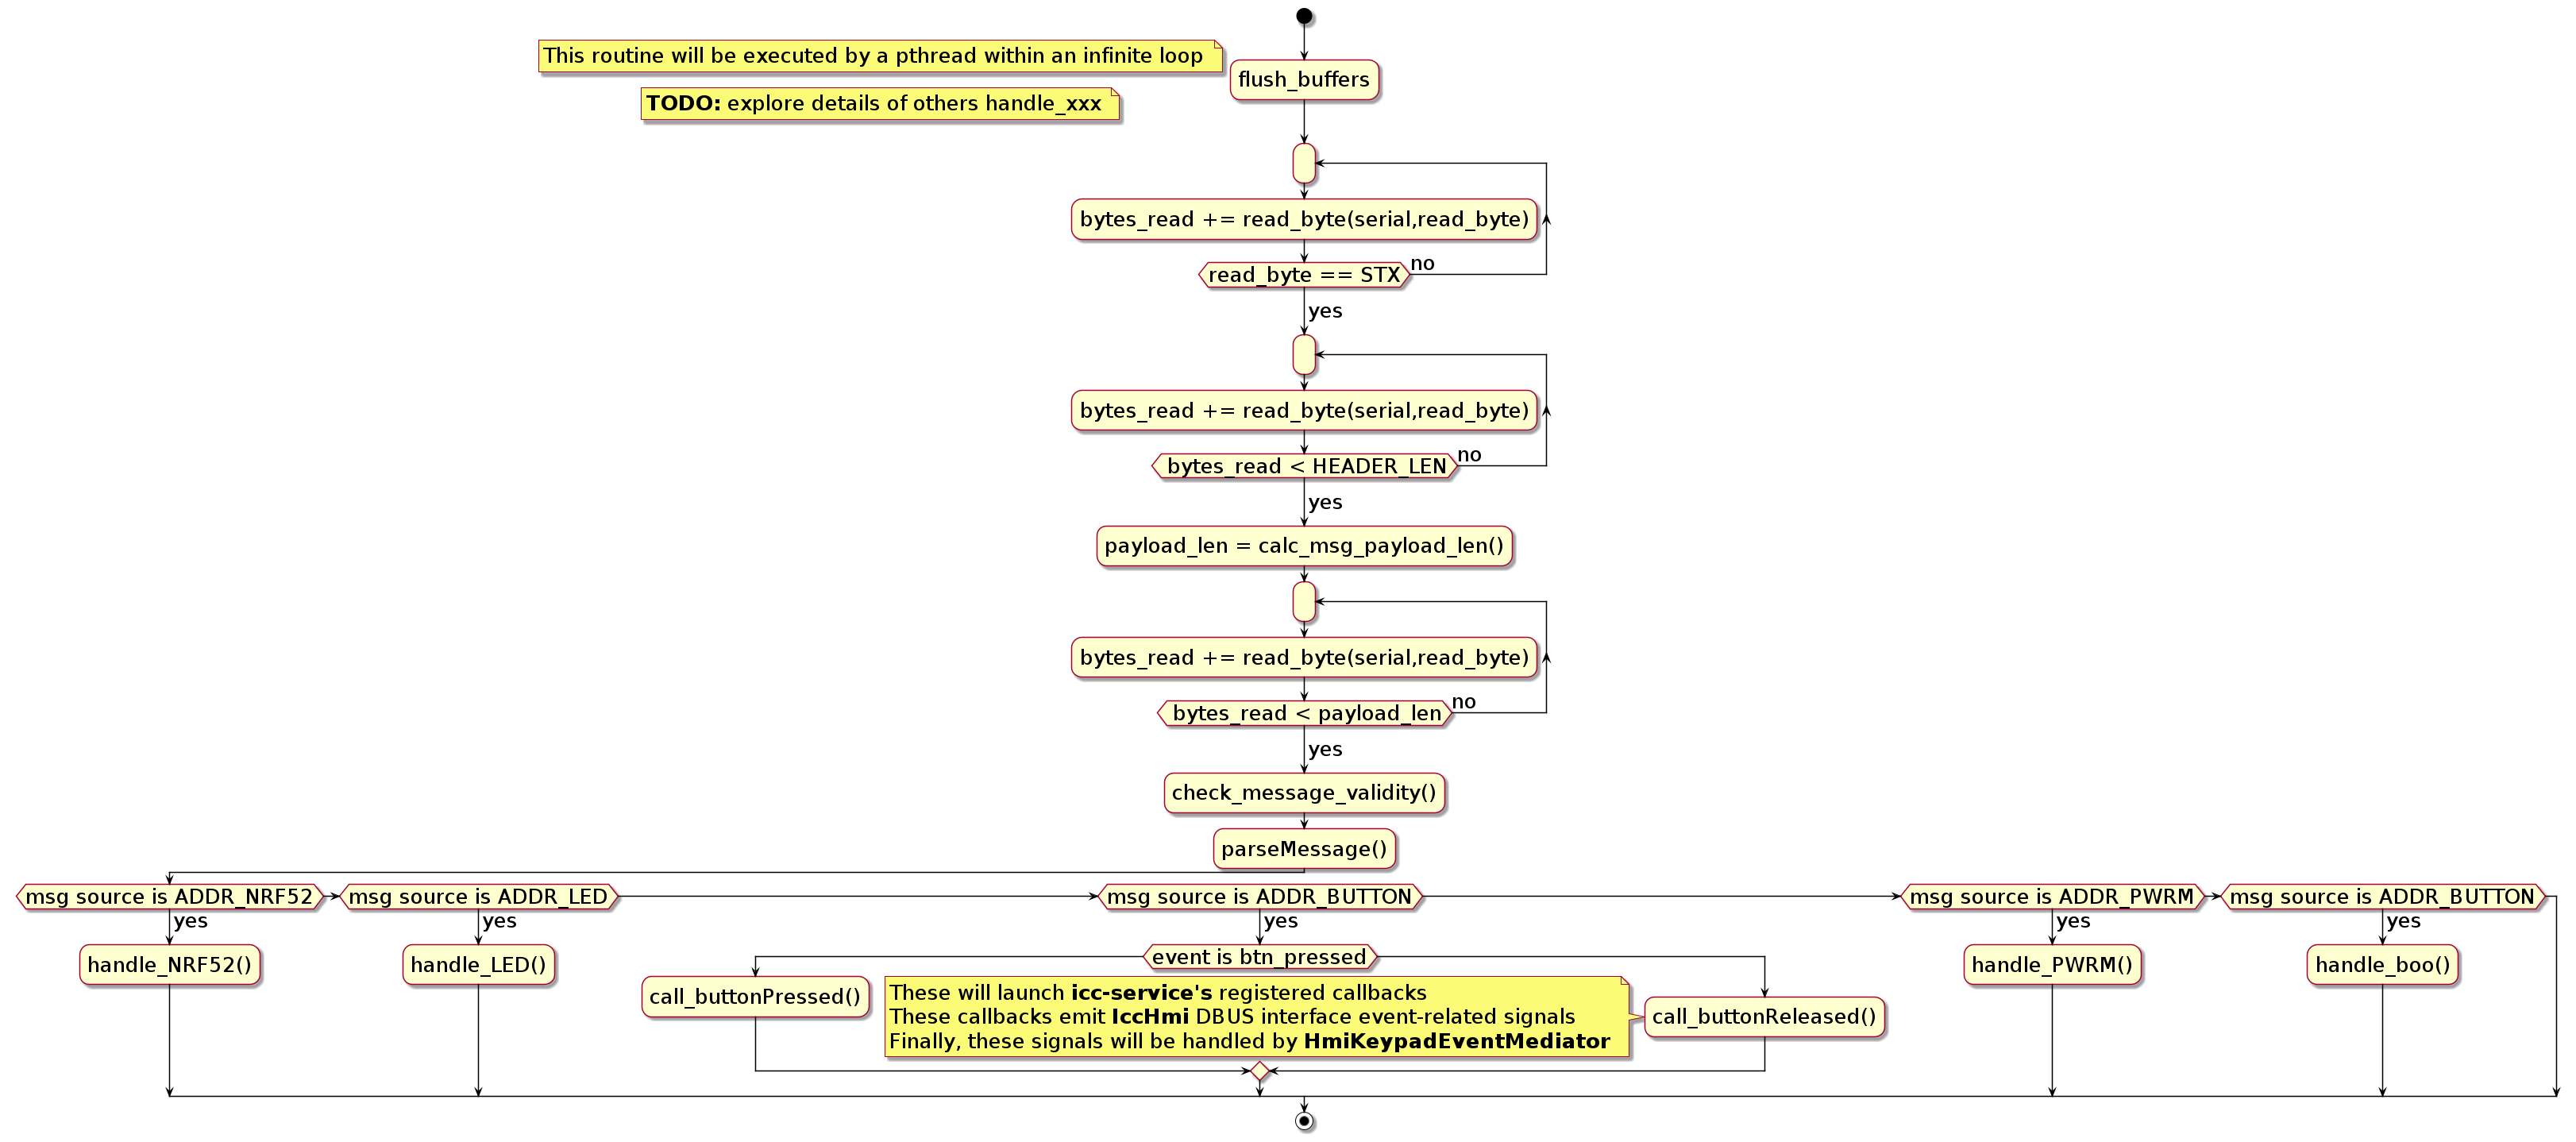 This routine will be executed by a pthread within an infinite loop
flush_buffers
TODO: explore details of others handle_xxx
bytes_read += read_byte(serial,read_byte)
read_byte == STX
no
yes
bytes_read += read_byte(serial,read_byte)
bytes_read < HEADER_LEN
no
yes
payload_len = calc_msg_payload_len()
bytes_read += read_byte(serial,read_byte)
bytes_read < payload_len
no
yes
check_message_validity()
parseMessage()
msg source is ADDR_NRF52
msg source is ADDR_LED
msg source is ADDR_BUTTON
msg source is ADDR_PWRM
msg source is ADDR_BUTTON
yes
yes
yes
yes
yes
handle_NRF52()
handle_LED()
event is btn_pressed
handle_PWRM()
handle_boo()
call_buttonPressed()
These will launch icc-service's registered callbacks
These callbacks emit IccHmi DBUS interface event-related signals
Finally, these signals will be handled by HmiKeypadEventMediator
call_buttonReleased()